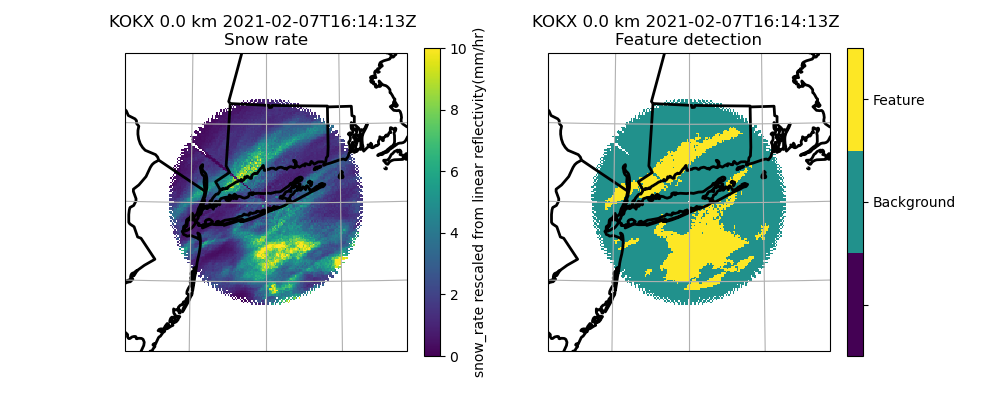 KOKX 0.0 km 2021-02-07T16:14:13Z
Snow rate
10
8
6
4
2
0
snow_rate rescaled from linear reflectivity(mm/hr)
KOKX 0.0 km 2021-02-07T16:14:13Z
Feature detection
Feature
Background